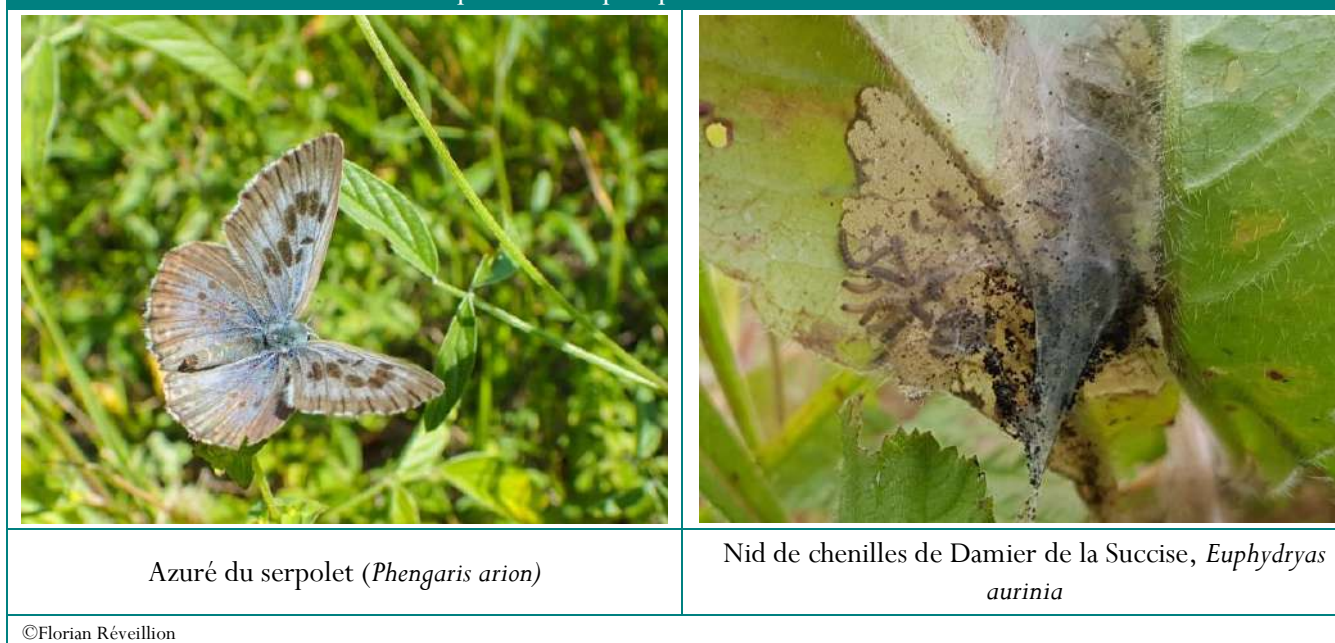 Azuré du serpolet (Phengaris arion)
Nid de chenilles de Damier de la Succise, Euphydryas
aurinia
©Florian Réveillion